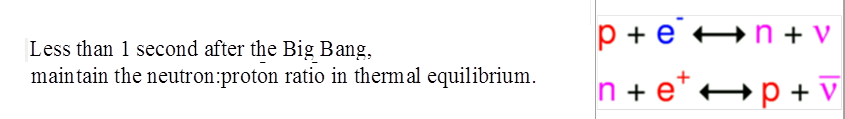 Less than 1 second after the Big Bang,
maintain the neutron:proton ratio in thermal equilibrium.
p + e⁻ ⟷ n + ν
n + e⁺ ⟷ p + ν̅